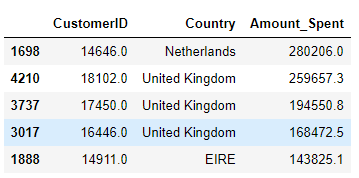 CustomerID Country Amount_Spent
1698 14646.0 Netherlands 280206.0
4210 18102.0 United Kingdom 259657.3
3737 17450.0 United Kingdom 194550.8
3017 16446.0 United Kingdom 168472.5
1888 14911.0 EIRE 143825.1